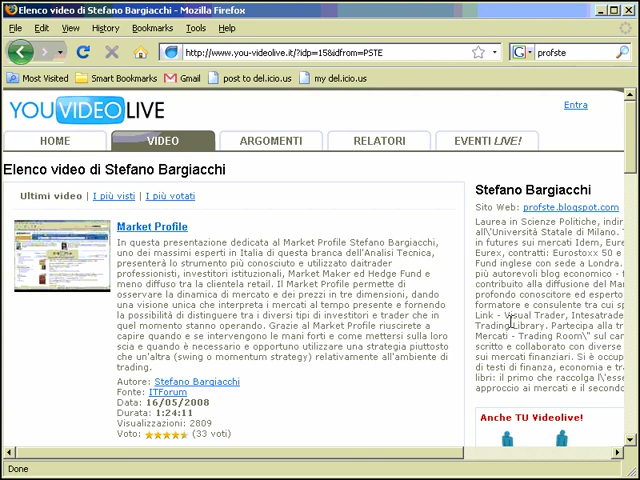 Elenco video di Stefano Bargiacchi - Mozilla Firefox
File Edit View History Bookmarks Tools Help
http://www.you-videolive.it/?idp=15&idfrom=PSTE
profste
Most Visited Smart Bookmarks Gmail post to del.icio.us my del.icio.us
YOUVIDEOLIVE
Entra
HOME VIDEO ARGOMENTI RELATORI EVENTI LIVE!
Elenco video di Stefano Bargiacchi
Ultimi video | I più visti | I più votati
Market Profile
In questa presentazione dedicata al Market Profile Stefano Bargiacchi,
uno dei massimi esperti in Italia di questa branca dell'Analisi Tecnica,
presenterà lo strumento più conosciuto e utilizzato daitrader
professionisti, investitori istituzionali, Market Maker ed Hedge Fund e
meno diffuso tra la clientela retail. Il Market Profile permette di
osservare la dinamica di mercato e dei prezzi in tre dimensioni, dando
una visione unica che interpreta i mercati al tempo presente e fornendo
la possibilità di distinguere tra i diversi tipi di investitori e trader che in
quel momento stanno operando. Grazie al Market Profile riuscirete a
capire quando e se intervengono le mani forti e come mettersi sulla loro
scia e quando è necessario e opportuno utilizzare una strategia piuttosto
che un'altra (swing o momentum strategy) relativamente all'ambiente di
trading.
Autore: Stefano Bargiacchi
Fonte: ITForum
Data: 16/05/2008
Durata: 1:24:11
Visualizzazioni: 2809
Voto: (33 voti)
Stefano Bargiacchi
Sito Web: profste.blogspot.com
Laurea in Scienze Politiche, indir
all\'Università Statale di Milano. T
in futures sui mercati Idem, Eure
Eurex, contratti: Eurostoxx 50 e
Fund inglese con sede a Londra.
più autorevoli blog economico - f
contribuito alla diffusione del Mar
profondo conoscitore ed esperto
formatore e consulente tra cui sp
Link - Visual Trader, Intesatrade
Trading Library. Partecipa alla tr
Mercati - Trading Room\" sul car
scritto e collaborato con diverse
sui mercati finanziari. Si è occup
di testi di finanza, economia e tra
libri: il primo che raccolga l\'esse
approccio ai mercati e il secondo
Anche TU Videolive!
Done